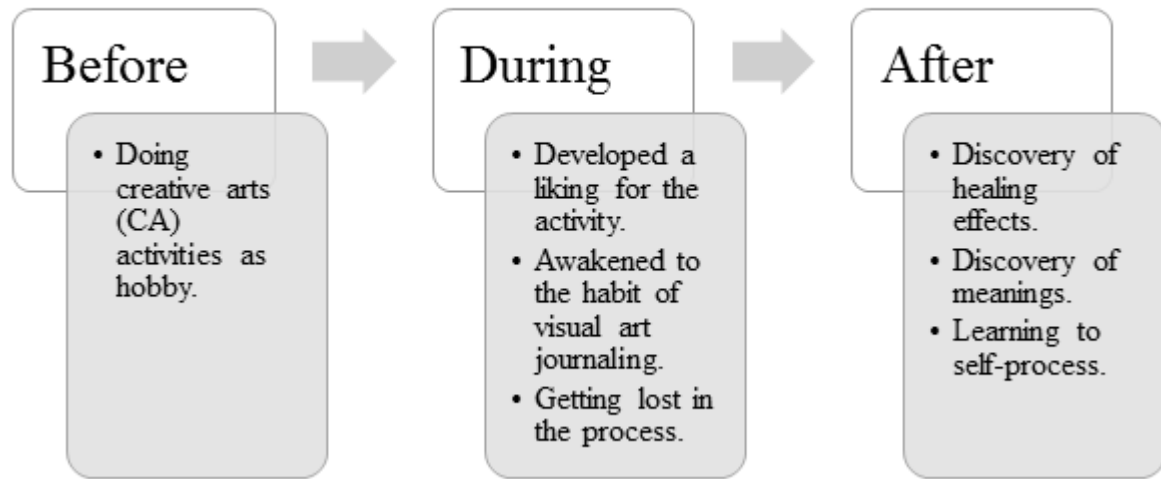 Before
• Doing
creative arts
(CA)
activities as
hobby.
During
• Developed a
liking for the
activity.
• Awakened to
the habit of
visual art
journaling.
• Getting lost in
the process.
After
• Discovery of
healing
effects.
• Discovery of
meanings.
• Learning to
self-process.